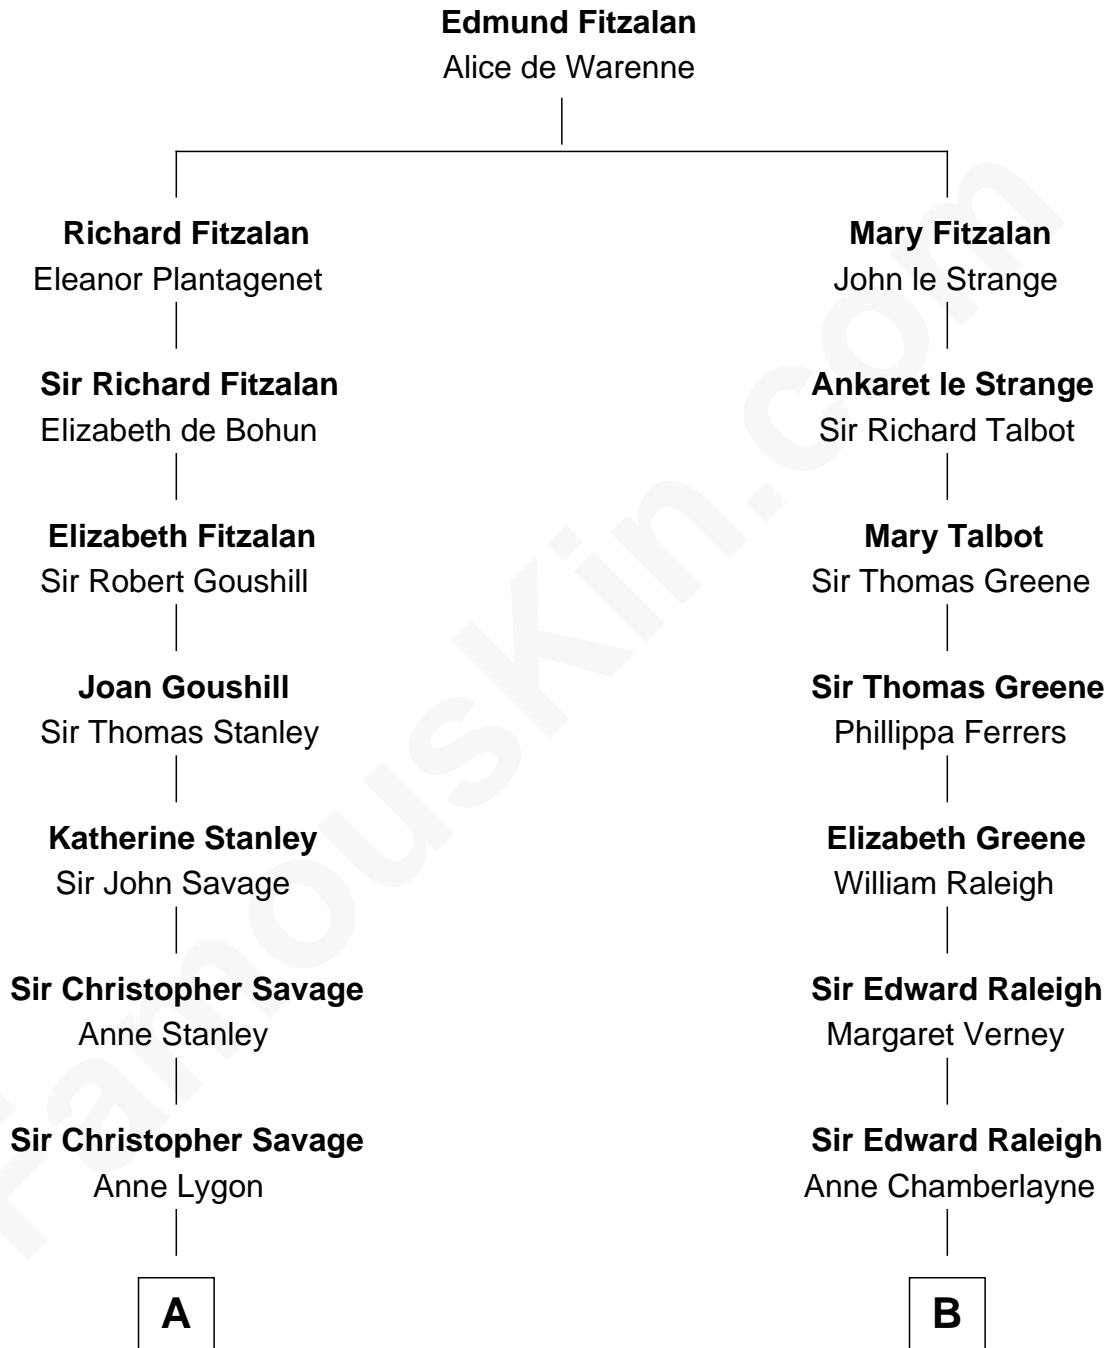 Edmund Fitzalan
Alice de Warenne
Richard Fitzalan
Eleanor Plantagenet
Mary Fitzalan
John le Strange
Sir Richard Fitzalan
Elizabeth de Bohun
Ankaret le Strange
Sir Richard Talbot
Elizabeth Fitzalan
Sir Robert Goushill
Mary Talbot
Sir Thomas Greene
Joan Goushill
Sir Thomas Stanley
Sir Thomas Greene
Phillippa Ferrers
Katherine Stanley
Sir John Savage
Elizabeth Greene
William Raleigh
Sir Christopher Savage
Anne Stanley
Sir Edward Raleigh
Margaret Verney
Sir Christopher Savage
Anne Lygon
Sir Edward Raleigh
Anne Chamberlayne
A
B
FamousKin.com